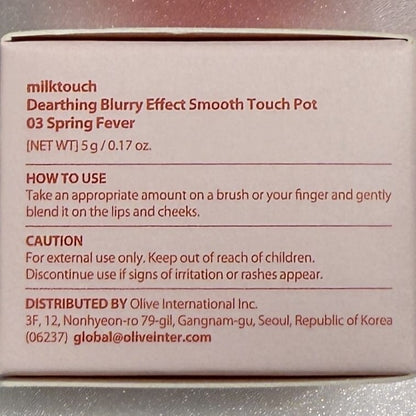 milktouch
Dearthing Blurry Effect Smooth Touch Pot
03 Spring Fever
[NET WT] 5 g / 0.17 oz.
HOW TO USE
Take an appropriate amount on a brush or your finger and gently
blend it on the lips and cheeks.
CAUTION
For external use only. Keep out of reach of children.
Discontinue use if signs of irritation or rashes appear.
DISTRIBUTED BY Olive International Inc.
3F, 12, Nonhyeon-ro 79-gil, Gangnam-gu, Seoul, Republic of Korea
(06237) global@oliveinter.com